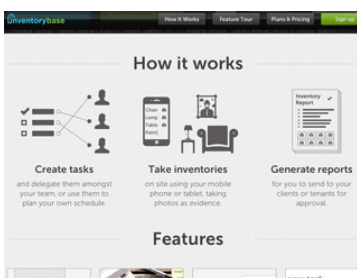 inventorybase
How It Works
Feature Tour
Plans & Pricing
Sign up
How it works
Chair
Lamp
Table
Paint
Inventory
Report
Create tasks
and delegate them amongst
your team, or use them to
plan your own schedule.
Take inventories
on site using your mobile
phone or tablet, taking
photos as evidence.
Generate reports
for you to send to your
clients or tenants for
approval.
Features
new task